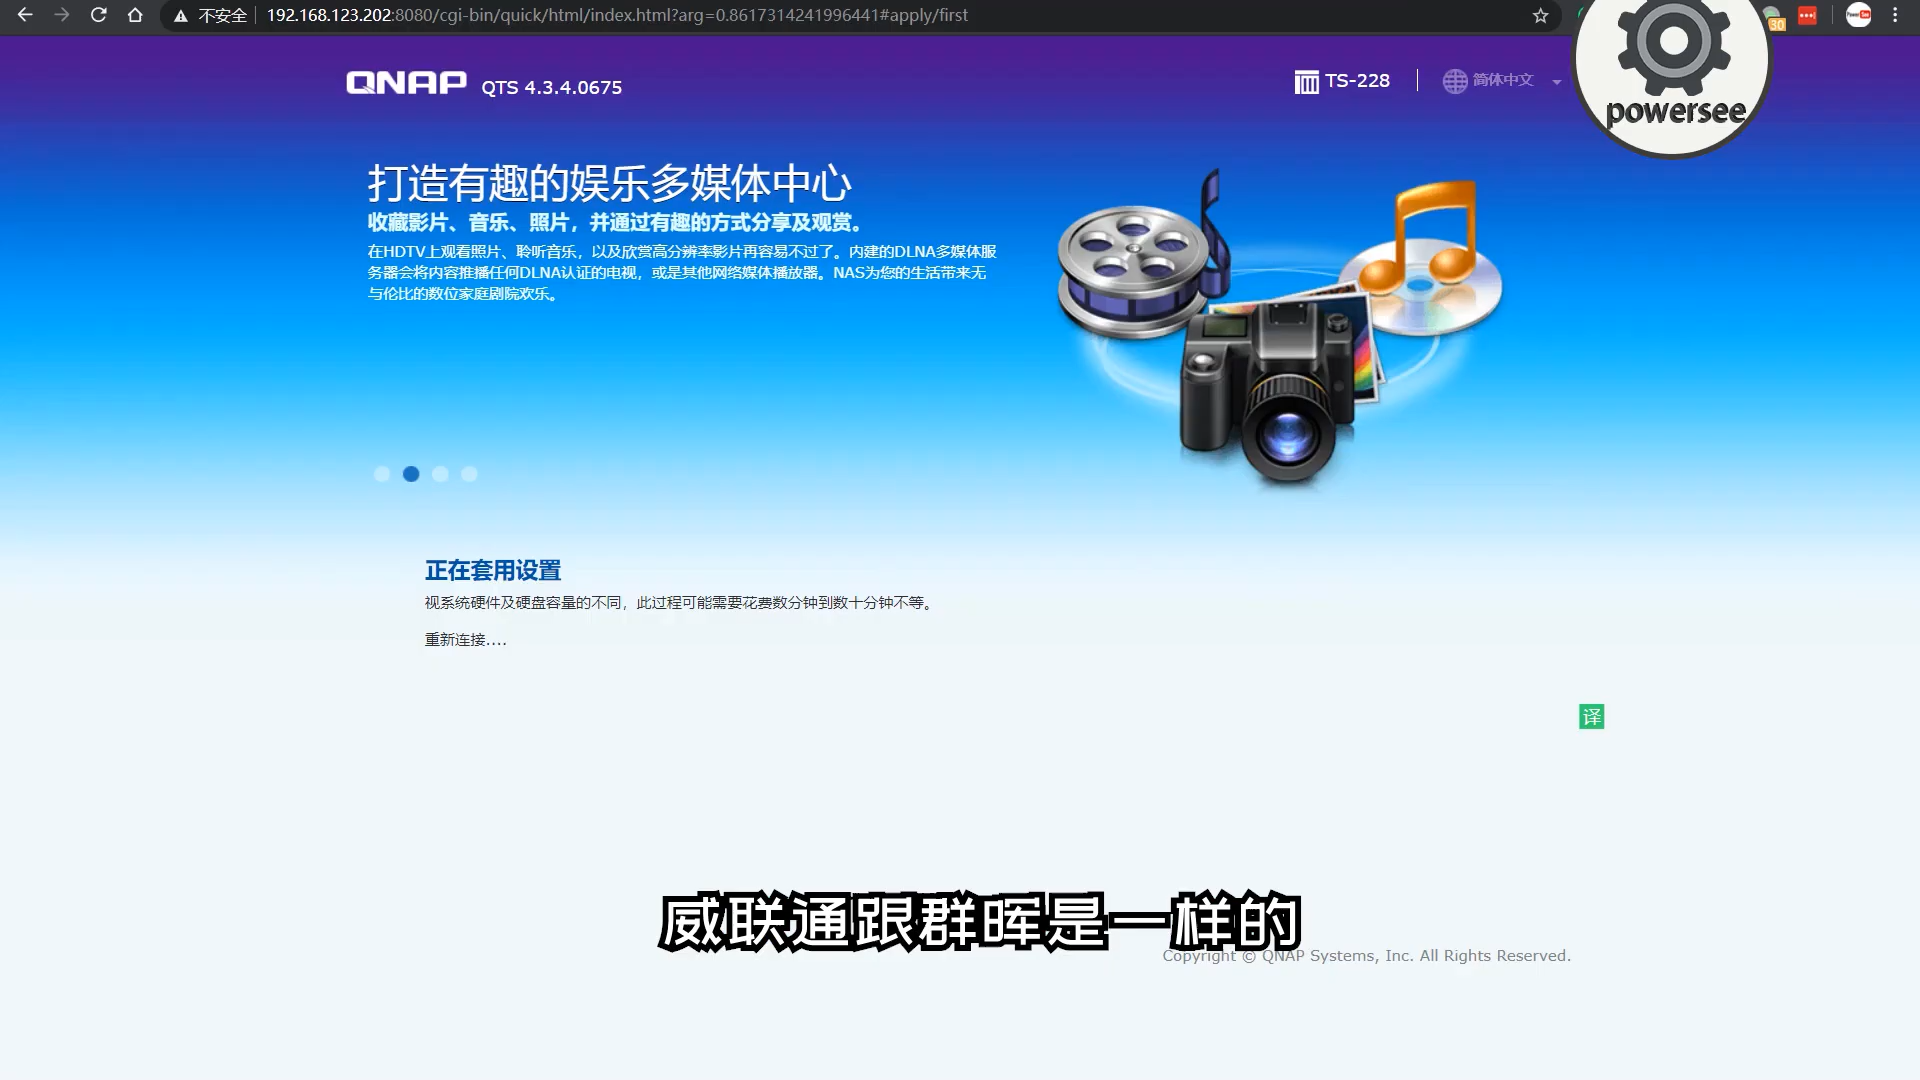 不安全
192.168.123.202:8080/cgi-bin/quick/html/index.html?arg=0.8617314241996441#apply/first
30
powersee
QNAP QTS 4.3.4.0675
TS-228
简体中文
打造有趣的娱乐多媒体中心
收藏影片、音乐、照片，并通过有趣的方式分享及观赏。
在HDTV上观看照片、聆听音乐，以及欣赏高分辨率影片再容易不过了。内建的DLNA多媒体服
务器会将内容推播任何DLNA认证的电视，或是其他网络媒体播放器。NAS为您的生活带来无
与伦比的数位家庭剧院欢乐。
正在套用设置
视系统硬件及硬盘容量的不同，此过程可能需要花费数分钟到数十分钟不等。
重新连接....
译
威联通跟群晖是一样的
Copyright © QNAP Systems, Inc. All Rights Reserved.